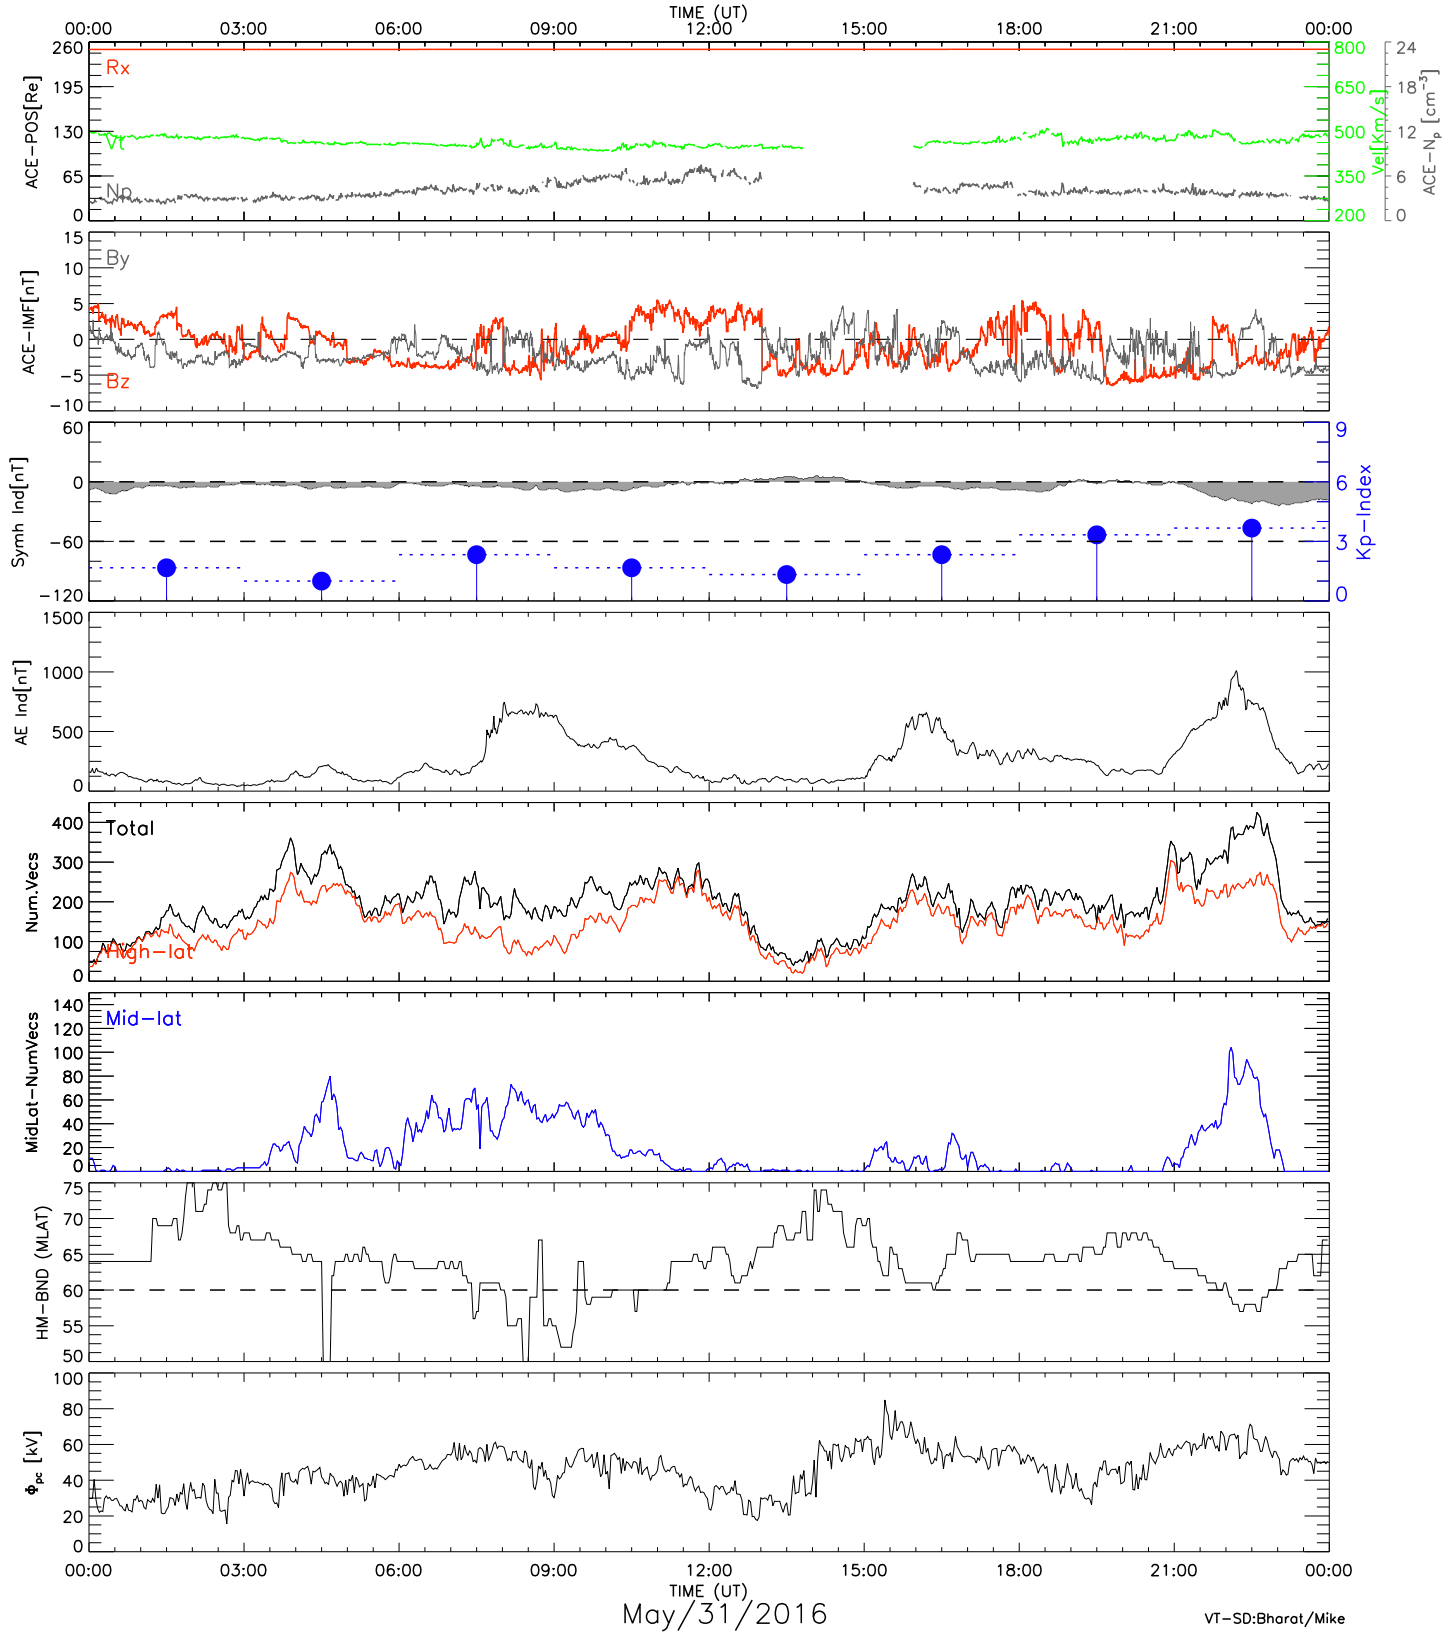 TIME (UT)
00:00 03:00 06:00 09:00 12:00 15:00 18:00 21:00 00:00
260 195 130 65 0
ACE-POS[Re]
Rx
Vt
Np
800 650 500 350 200
Vel[Km/s]
24 18 12 6 0
ACE-Np [cm-3]
15 10 5 0 -5 -10
ACE-IMF[nT]
By
Bz
60 0 -60 -120
Symh Ind[nT]
9 6 3 0
Kp-Index
1500 1000 500 0
AE Ind[nT]
400 300 200 100 0
Num.Vecs
Total
High-lat
140 120 100 80 60 40 20 0
MidLat-NumVecs
Mid-lat
75 70 65 60 55 50
HM-BND (MLAT)
100 80 60 40 20 0
Φpc [kV]
00:00 03:00 06:00 09:00 12:00 15:00 18:00 21:00 00:00
TIME (UT)
May/31/2016
VT-SD:Bharat/Mike